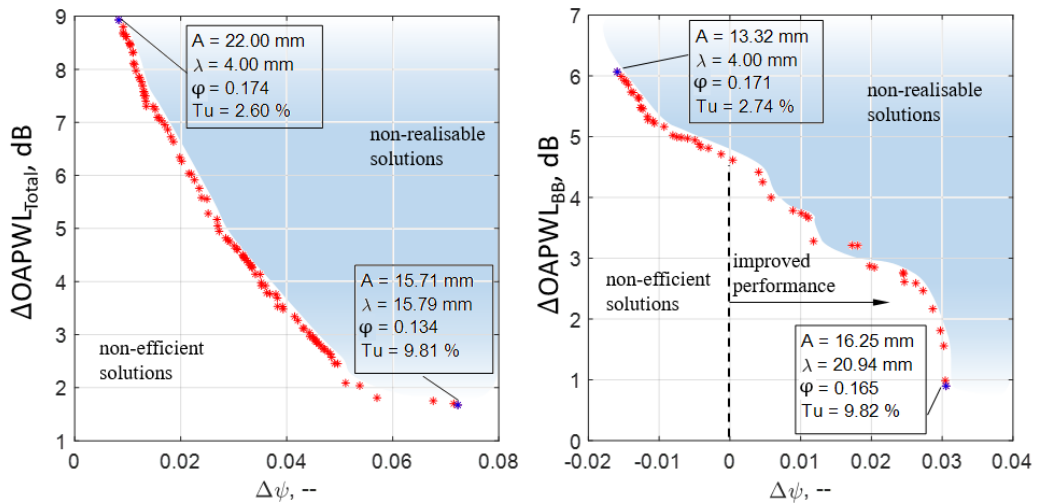 9
8
7
6
5
4
3
2
1
ΔOAPWL_Total, dB
A = 22.00 mm
λ = 4.00 mm
φ = 0.174
Tu = 2.60 %
non-realisable
solutions
A = 15.71 mm
λ = 15.79 mm
φ = 0.134
Tu = 9.81 %
non-efficient
solutions
0 0.02 0.04 0.06 0.08
Δψ, --
7
6
5
4
3
2
1
0
ΔOAPWL_BB, dB
A = 13.32 mm
λ = 4.00 mm
φ = 0.171
Tu = 2.74 %
non-realisable
solutions
non-efficient
solutions
improved
performance
A = 16.25 mm
λ = 20.94 mm
φ = 0.165
Tu = 9.82 %
-0.02 -0.01 0 0.01 0.02 0.03 0.04
Δψ, --